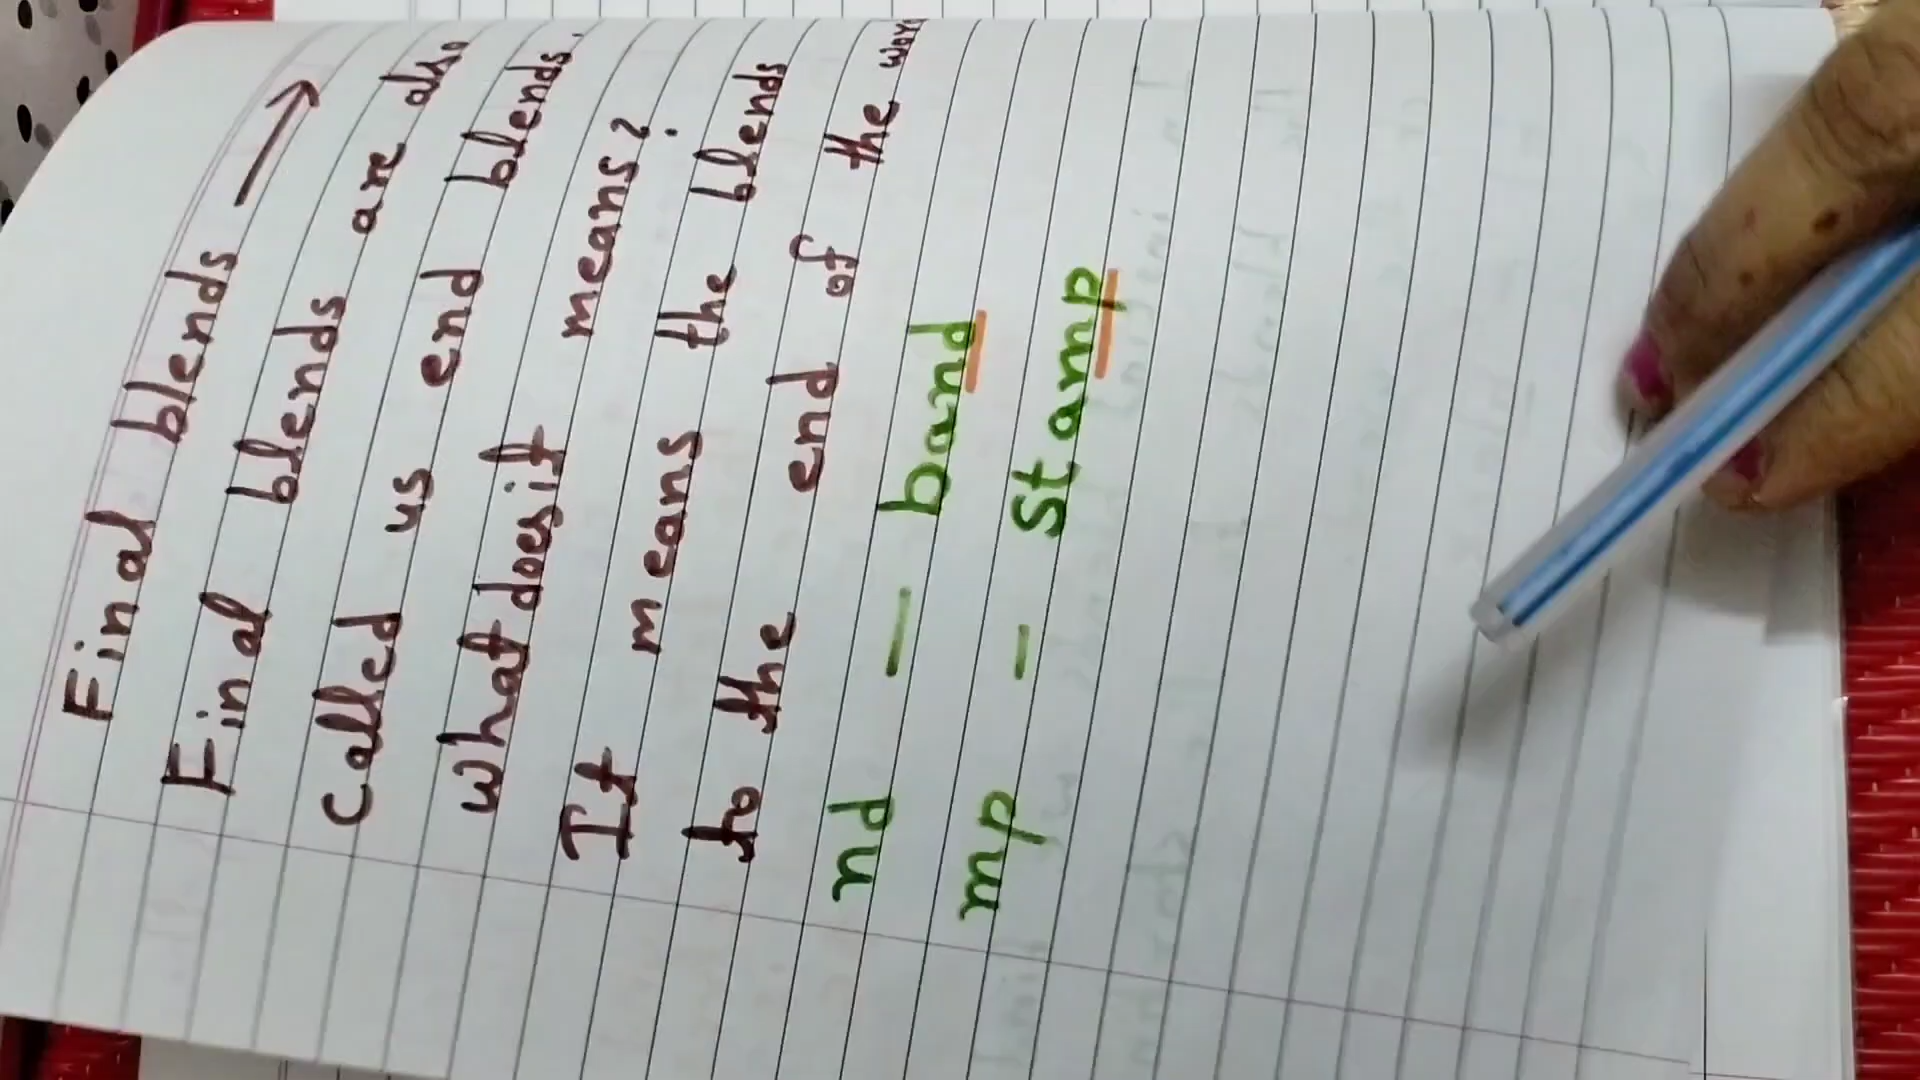 Final blends →
Final blends are also
called us end blends.
What does it means?
It means the blends
to the end of the word
nd - band
mp - stamp